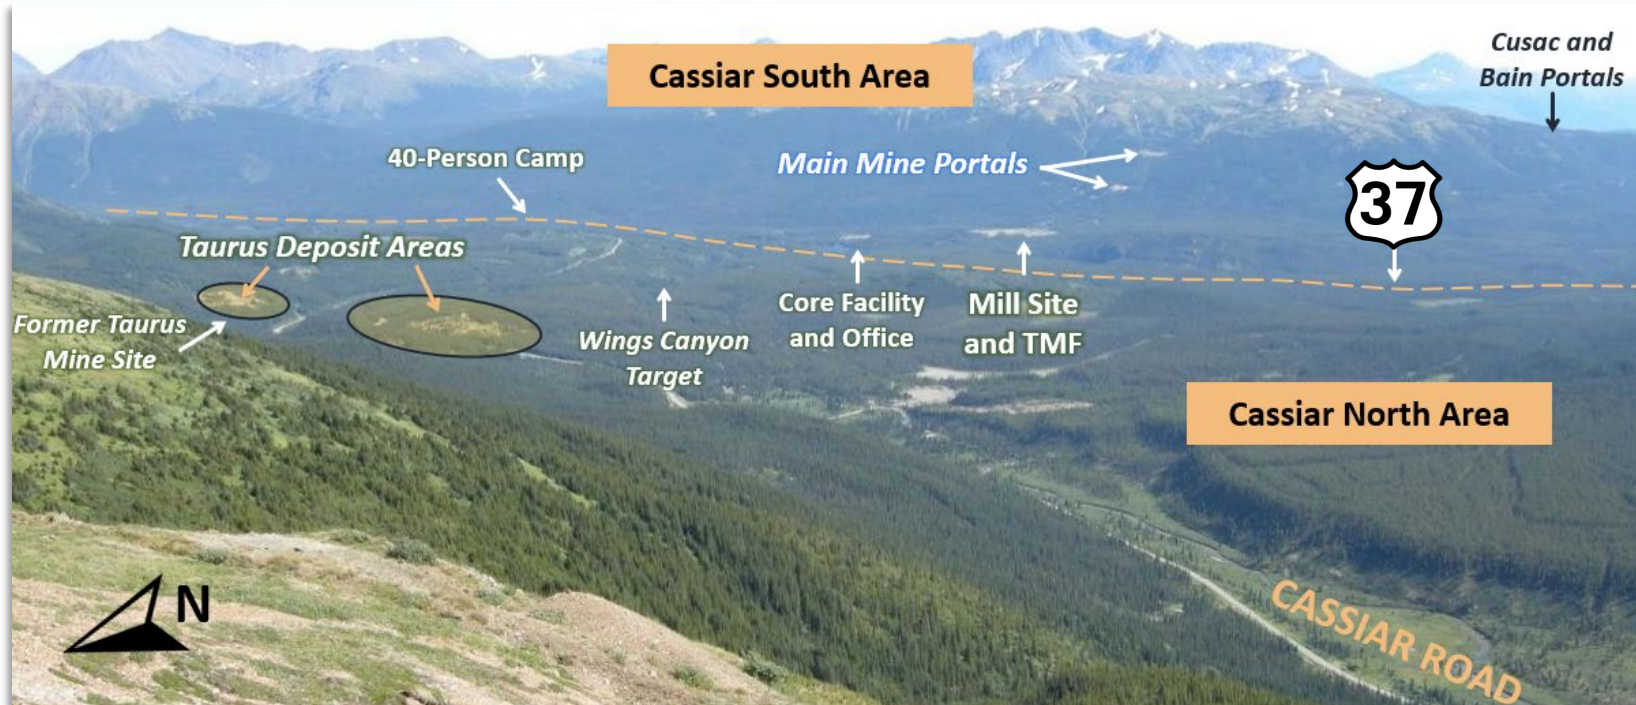 Cassiar South Area
Cusac and
Bain Portals
40-Person Camp
Main Mine Portals
37
Taurus Deposit Areas
Former Taurus
Mine Site
Wings Canyon
Target
Core Facility
and Office
Mill Site
and TMF
Cassiar North Area
N
CASSIAR ROAD